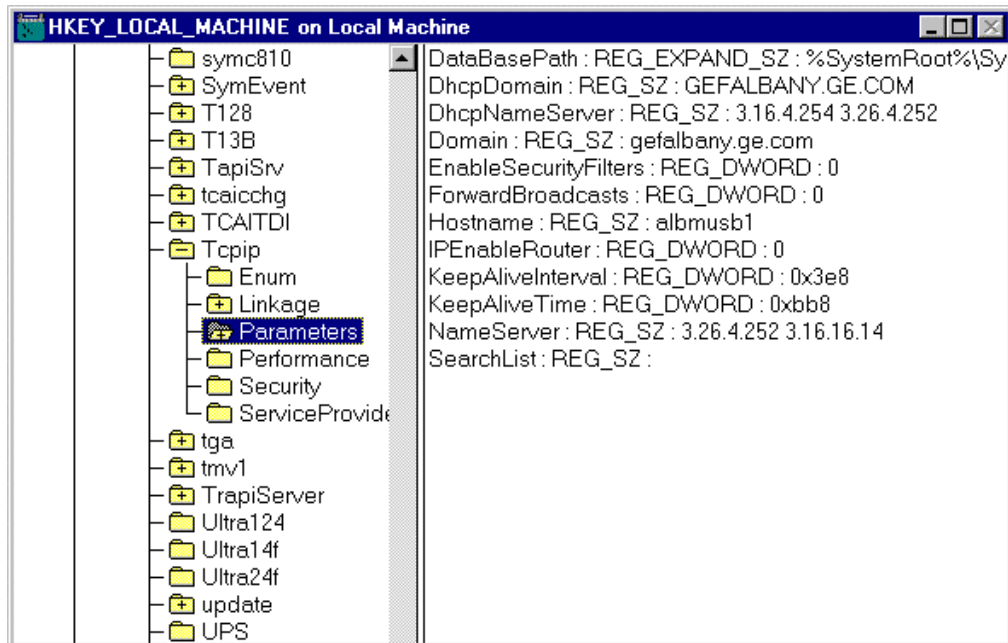 HKEY_LOCAL_MACHINE on Local Machine
symc810
SymEvent
T128
T13B
TapiSrv
tcaicchg
TCAITDI
Tcpip
Enum
Linkage
Parameters
Performance
Security
ServiceProvide
tga
tmv1
TrapiServer
Ultra124
Ultra14f
Ultra24f
update
UPS
DataBasePath : REG_EXPAND_SZ : %SystemRoot%\Sy
DhcpDomain : REG_SZ : GEFALBANY.GE.COM
DhcpNameServer : REG_SZ : 3.16.4.254 3.26.4.252
Domain : REG_SZ : gefalbany.ge.com
EnableSecurityFilters : REG_DWORD : 0
ForwardBroadcasts : REG_DWORD : 0
Hostname : REG_SZ : albmusb1
IPEnableRouter : REG_DWORD : 0
KeepAliveInterval : REG_DWORD : 0x3e8
KeepAliveTime : REG_DWORD : 0xbb8
NameServer : REG_SZ : 3.26.4.252 3.16.16.14
SearchList : REG_SZ :